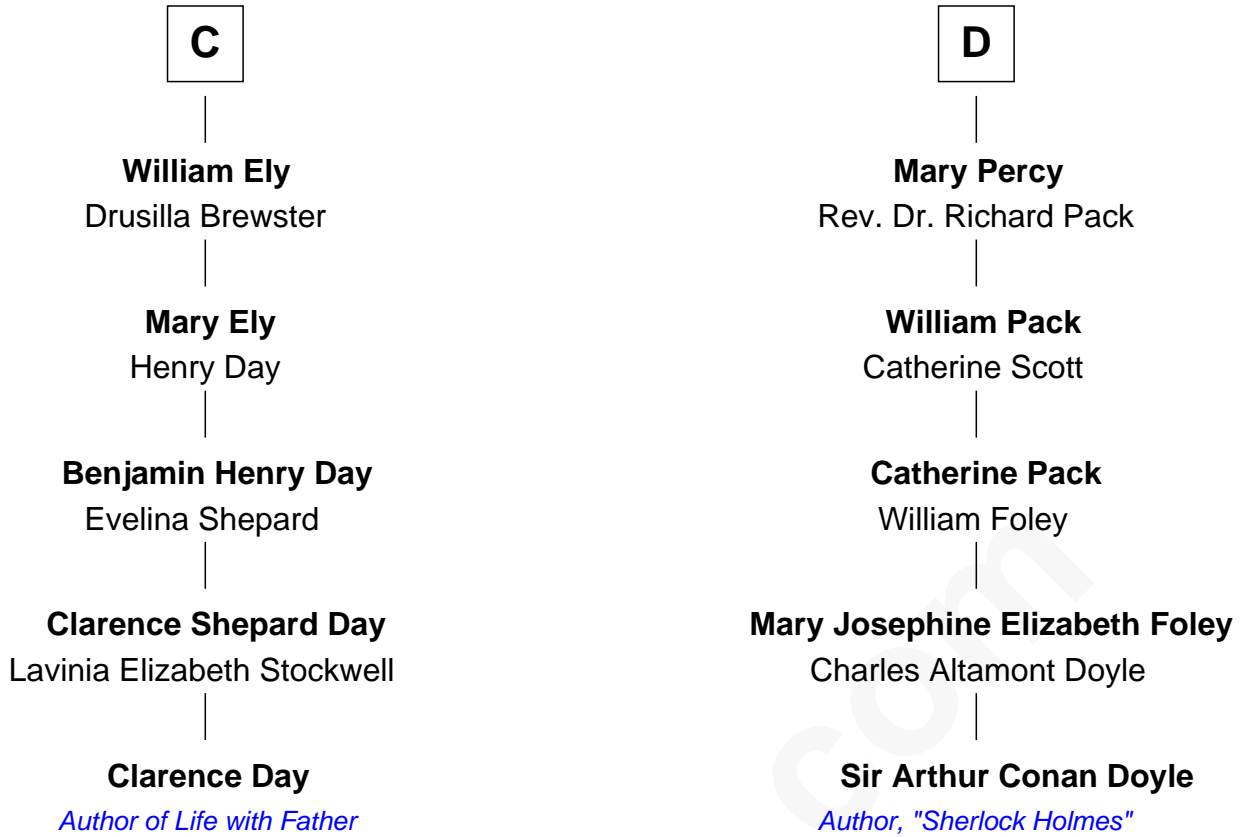 C
William Ely
Drusilla Brewster
Mary Ely
Henry Day
Benjamin Henry Day
Evelina Shepard
Clarence Shepard Day
Lavinia Elizabeth Stockwell
Clarence Day
Author of Life with Father
D
Mary Percy
Rev. Dr. Richard Pack
William Pack
Catherine Scott
Catherine Pack
William Foley
Mary Josephine Elizabeth Foley
Charles Altamont Doyle
Sir Arthur Conan Doyle
Author, "Sherlock Holmes"
com